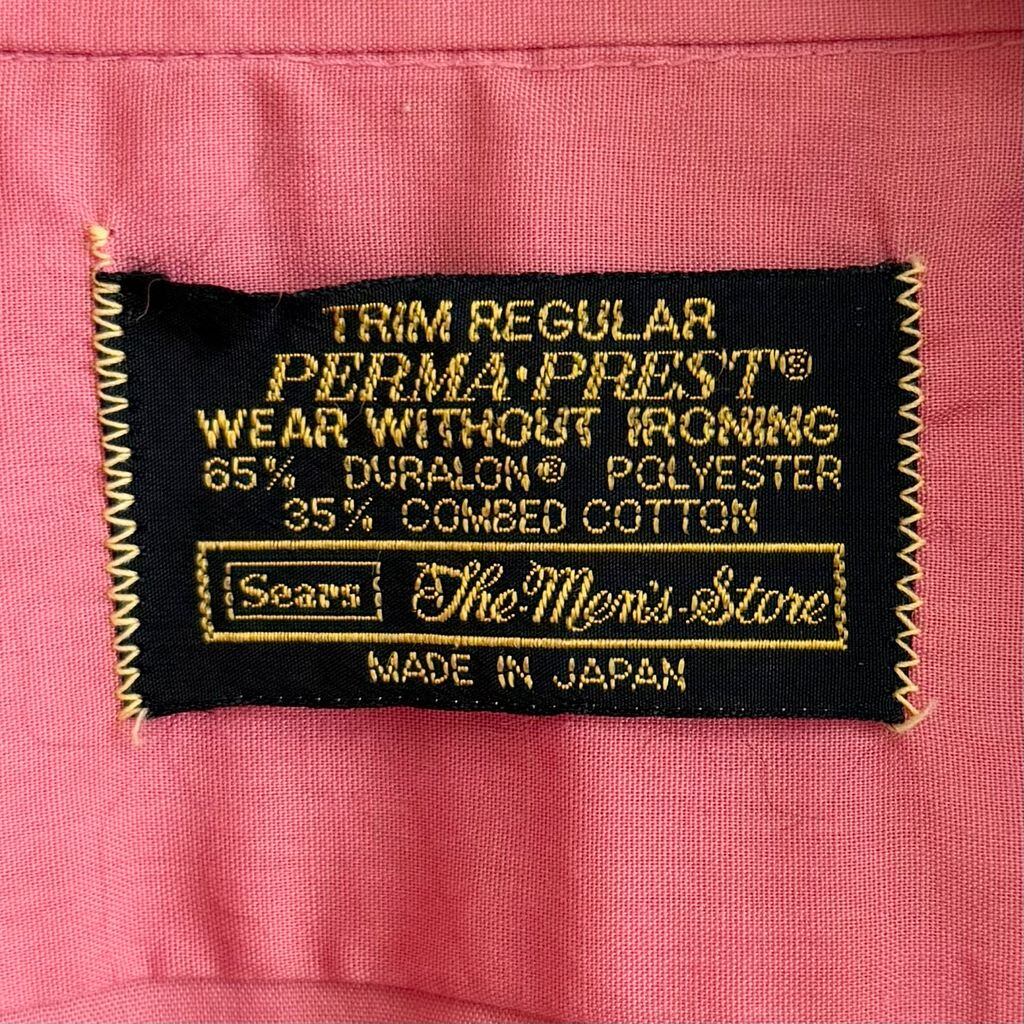 TRIM REGULAR
PERMA·PREST®
WEAR WITHOUT IRONING
65% DURALON® POLYESTER
35% COMBED COTTON
Sears The Men's Store
MADE IN JAPAN